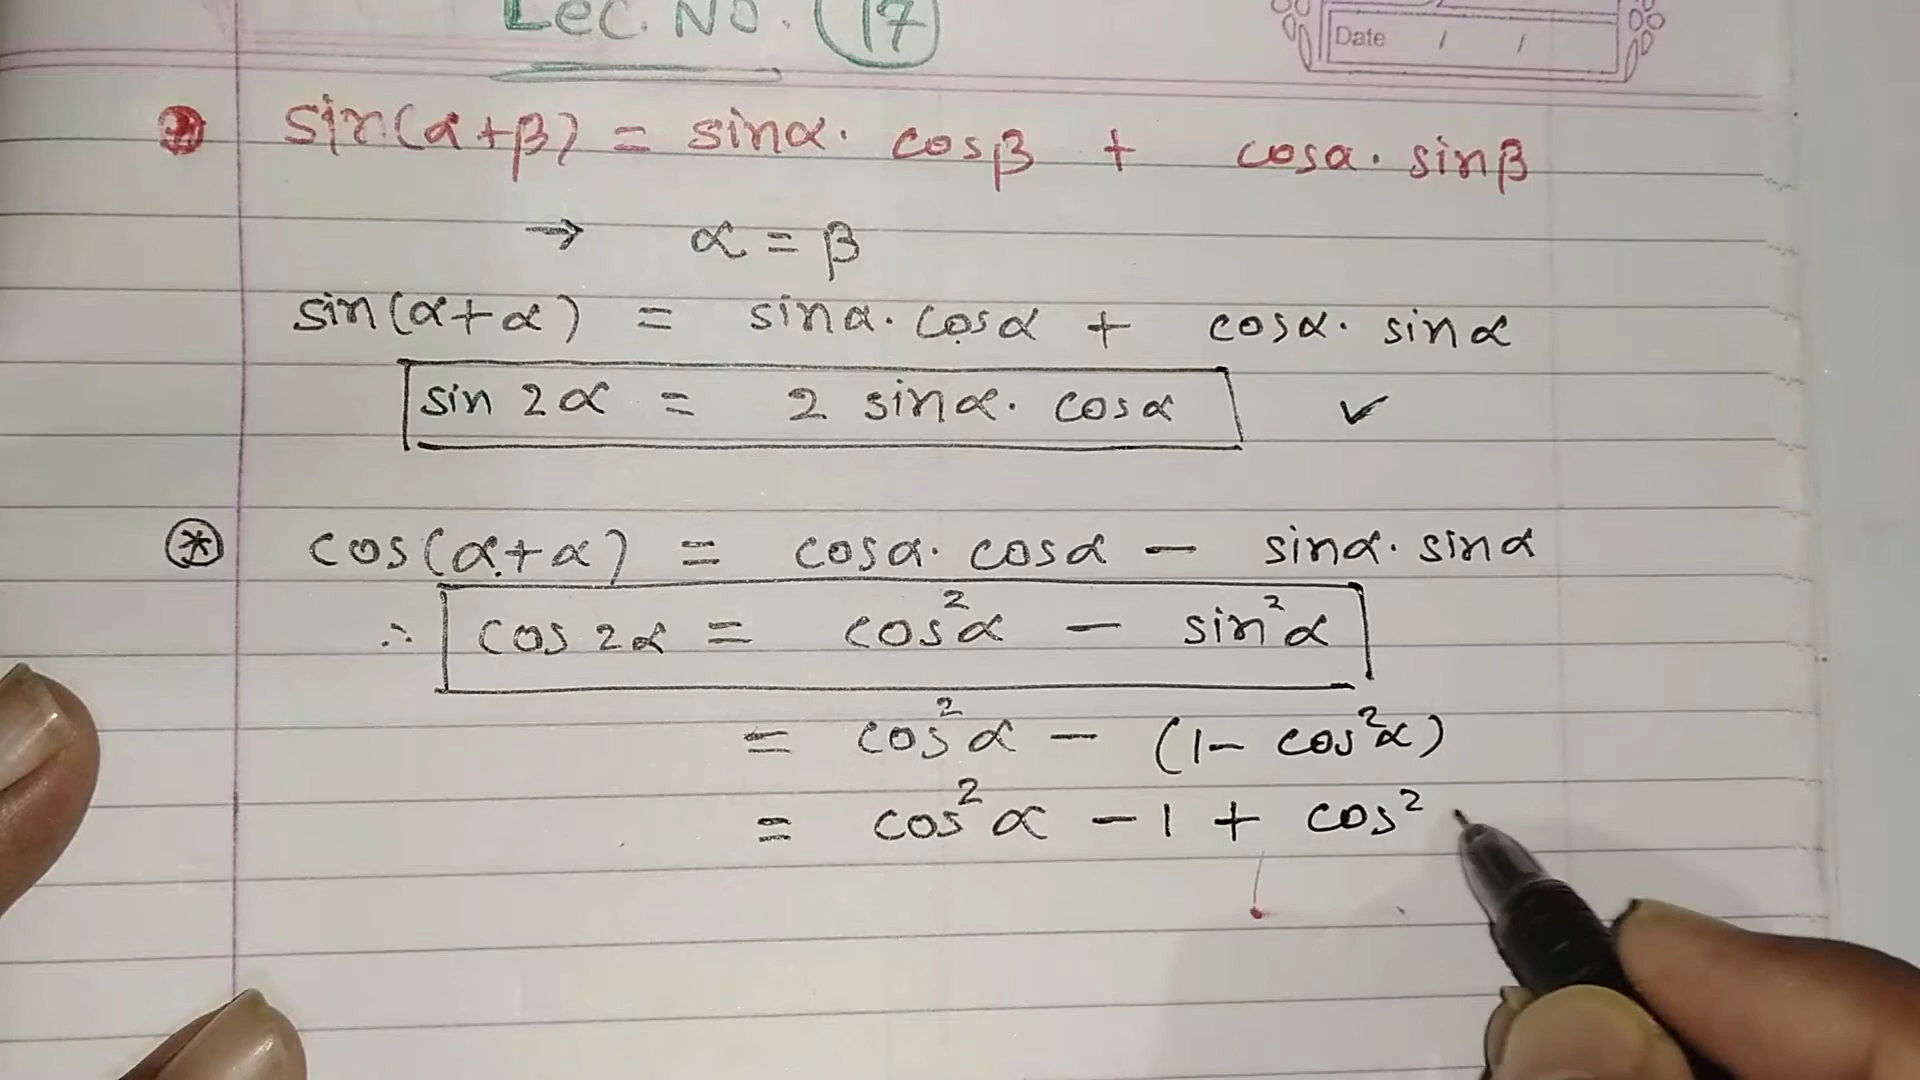 Lec. No. 17
Date / /
sin(α+β) = sinα. cosβ + cosα. sinβ
→ α = β
sin(α+α) = sinα. cosα + cosα. sinα
sin 2α = 2 sinα. cosα ✓
* cos(α+α) = cosα. cosα − sinα. sinα
∴ cos 2α = cos²α − sin²α
= cos²α − (1− cos²α)
= cos²α − 1 + cos²